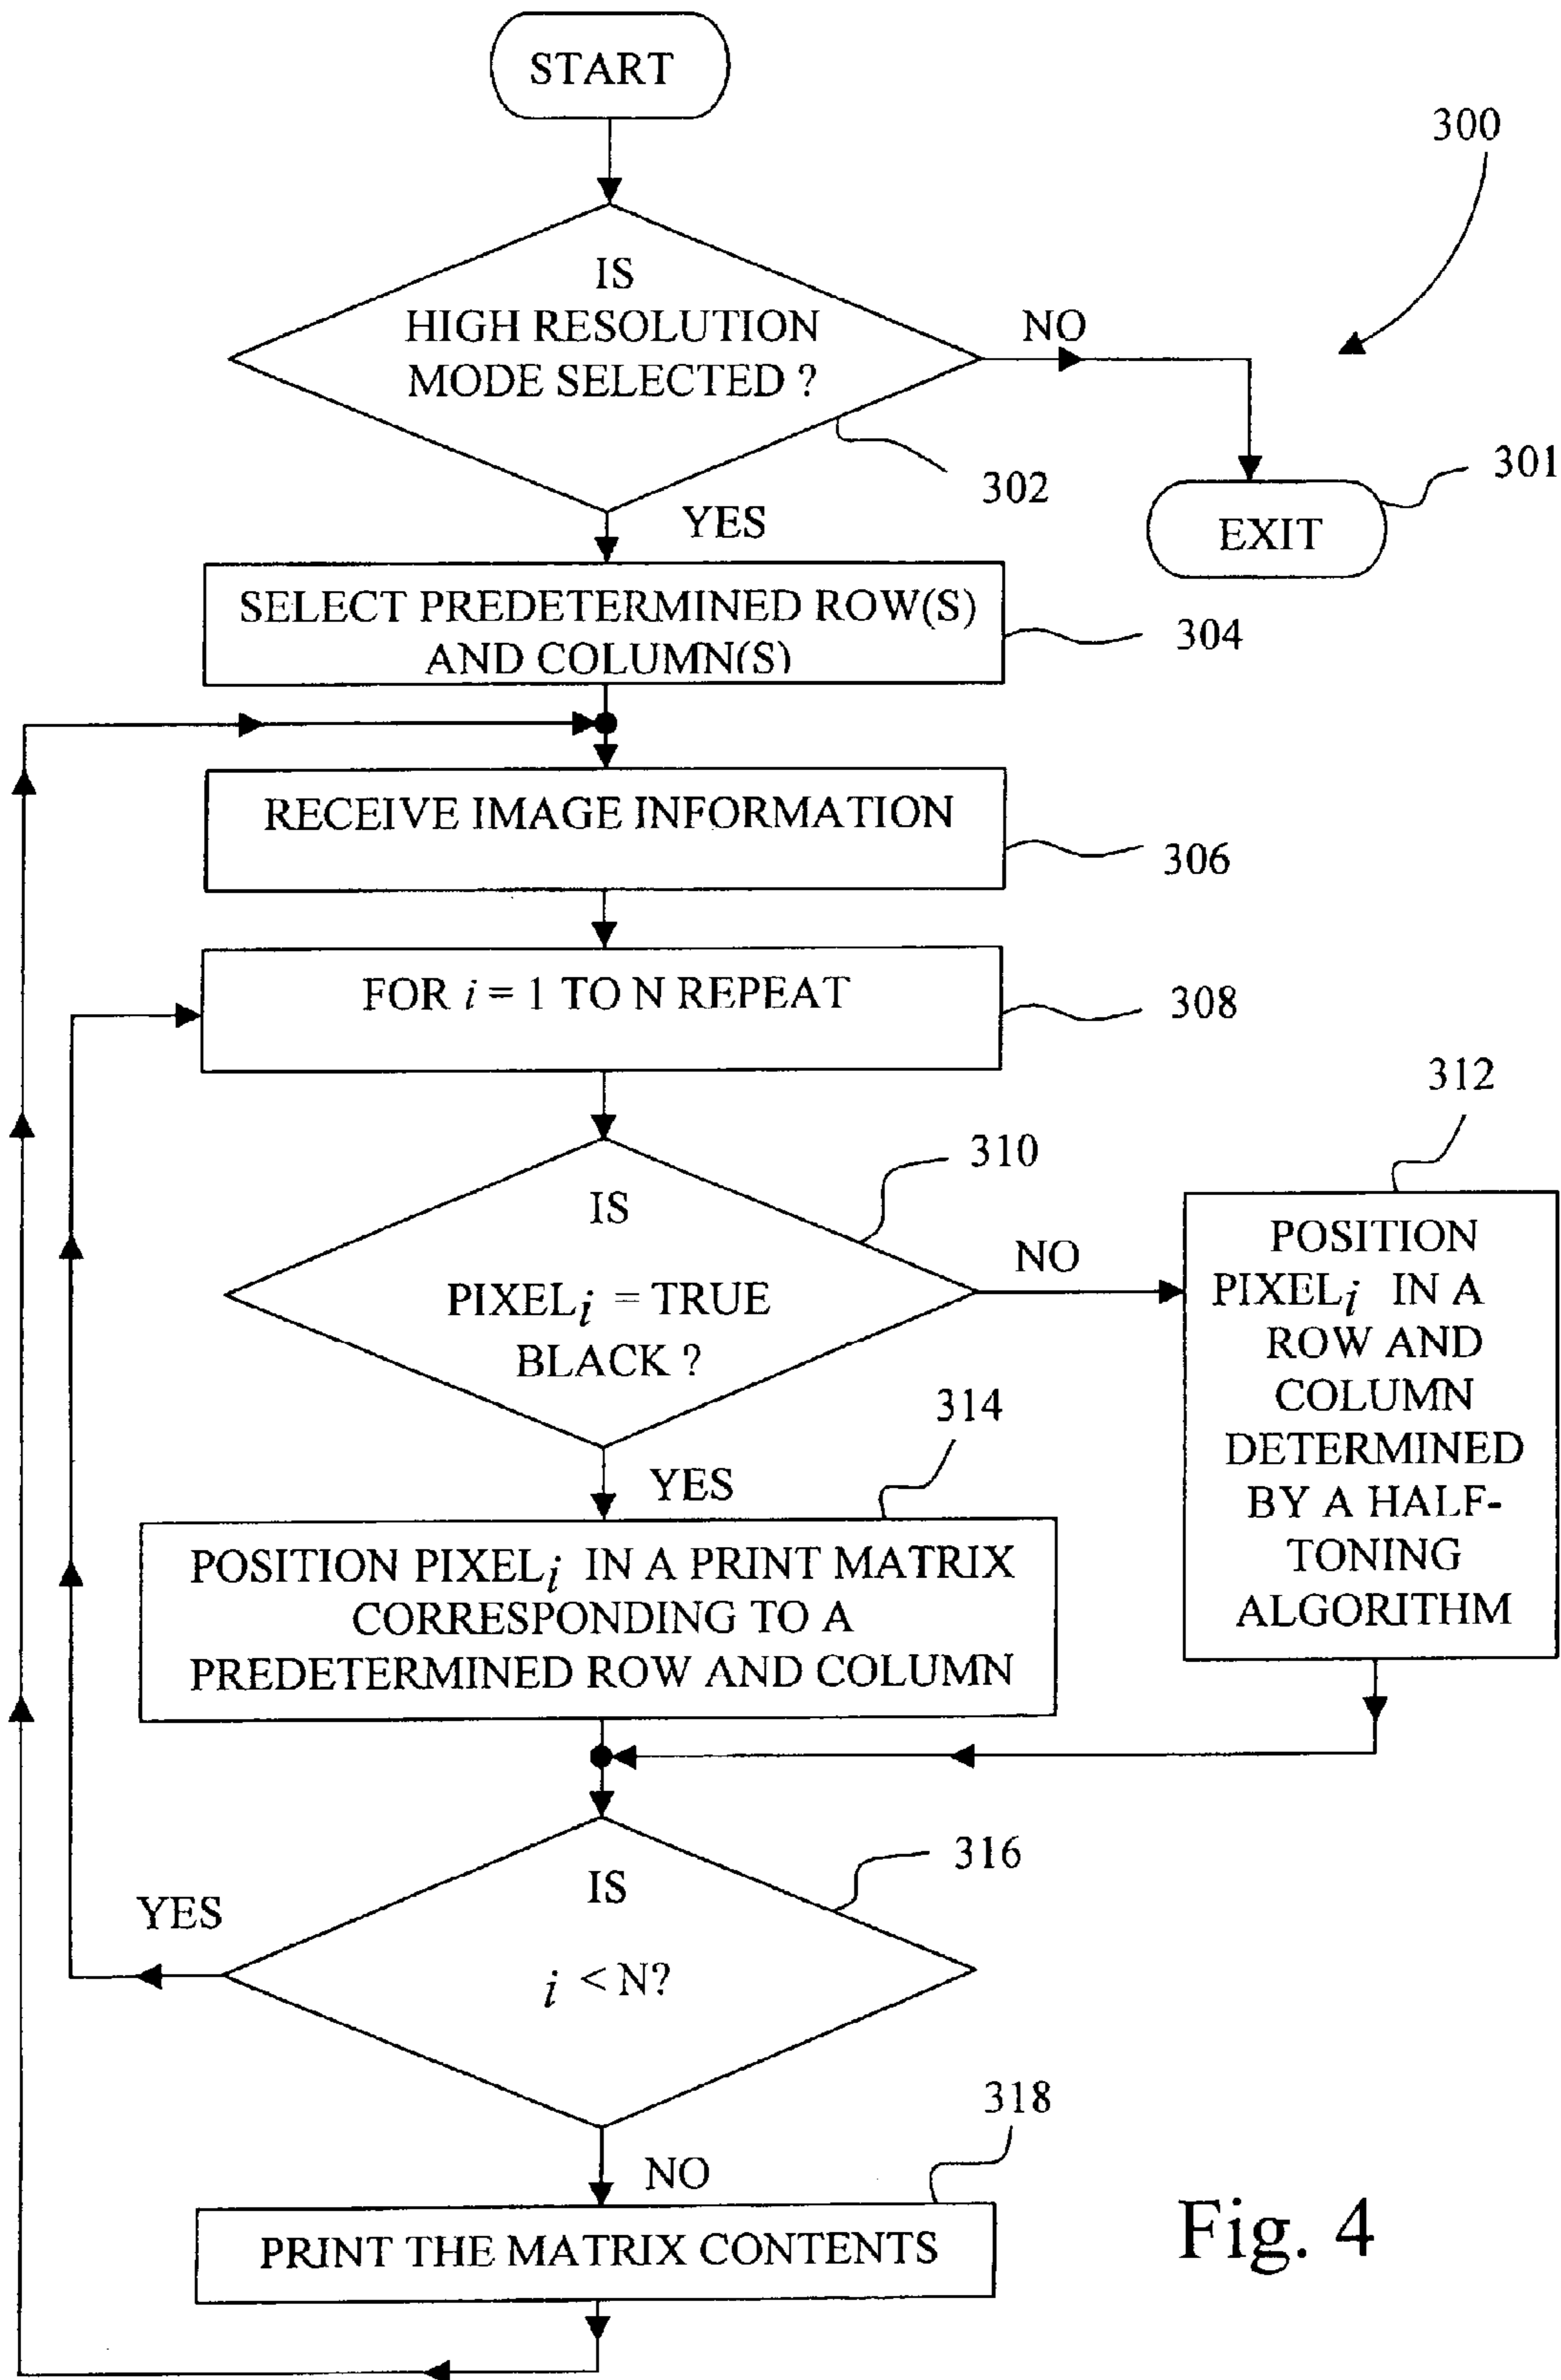 START
300
IS
HIGH RESOLUTION
MODE SELECTED ?
NO
302
301
EXIT
YES
SELECT PREDETERMINED ROW(S)
AND COLUMN(S)
304
RECEIVE IMAGE INFORMATION
306
FOR i = 1 TO N REPEAT
308
310
IS
PIXELi = TRUE
BLACK ?
NO
312
POSITION
PIXELi IN A
ROW AND
COLUMN
DETERMINED
BY A HALF-
TONING
ALGORITHM
YES
314
POSITION PIXELi IN A PRINT MATRIX
CORRESPONDING TO A
PREDETERMINED ROW AND COLUMN
316
IS
i < N?
YES
NO
318
PRINT THE MATRIX CONTENTS
Fig. 4